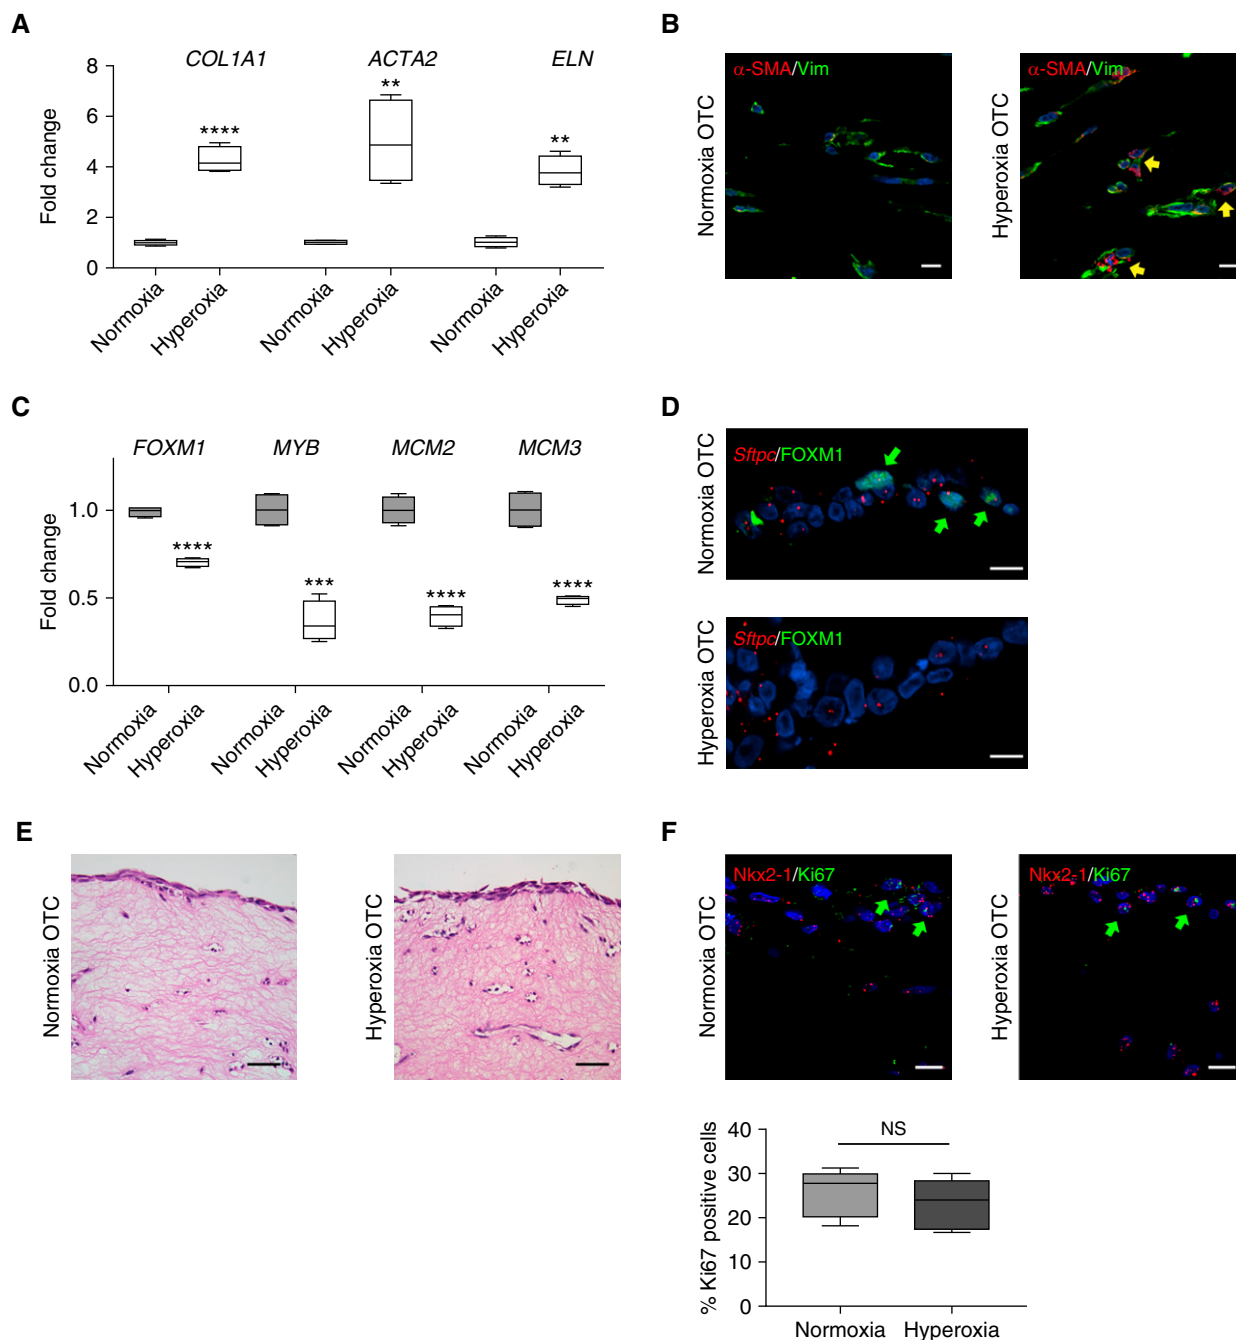 A
COL1A1 ACTA2 ELN
Fold change
8
6
4
2
0
****
**
**
Normoxia
Hyperoxia
Normoxia
Hyperoxia
Normoxia
Hyperoxia
B
Normoxia OTC
α-SMA/Vim
Hyperoxia OTC
α-SMA/Vim
C
FOXM1 MYB MCM2 MCM3
Fold change
1.0
0.5
0.0
****
***
****
****
Normoxia
Hyperoxia
Normoxia
Hyperoxia
Normoxia
Hyperoxia
Normoxia
Hyperoxia
D
Normoxia OTC
Sftpc/FOXM1
Hyperoxia OTC
Sftpc/FOXM1
E
Normoxia OTC
Hyperoxia OTC
F
Normoxia OTC
Nkx2-1/Ki67
Hyperoxia OTC
Nkx2-1/Ki67
% Ki67 positive cells
40
30
20
10
0
NS
Normoxia Hyperoxia